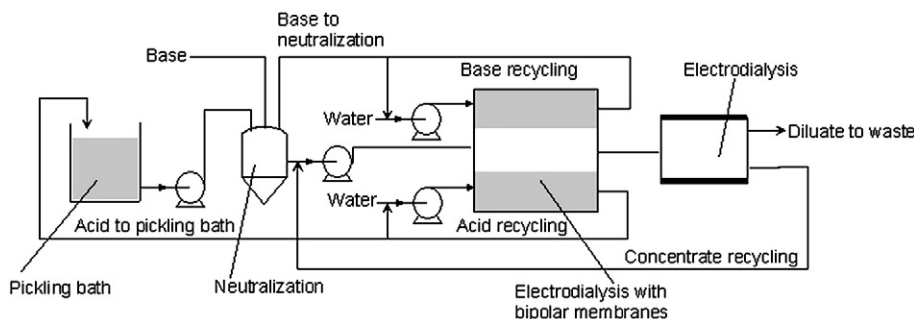 Base to
neutralization
Base
Base recycling
Electrodialysis
Water
Diluate to waste
Water
Acid to pickling bath
Acid recycling
Concentrate recycling
Pickling bath
Neutralization
Electrodialysis with
bipolar membranes